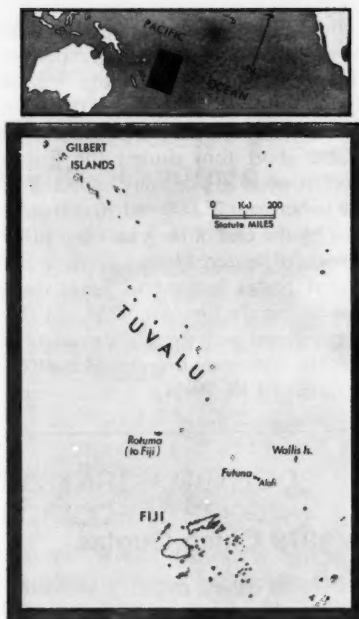 PACIFIC
OCEAN
GILBERT
ISLANDS
0 100 200
Statute MILES
TUVALU
Rotuma
(to Fiji)
Wallis Is.
Futuna
Alofi
FIJI